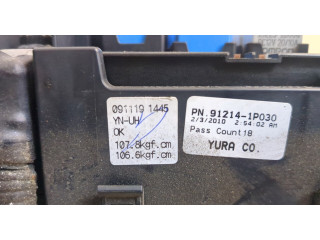 091119 1445
YN-UH
OK
107.8kgf.cm
106.6kgf.cm
PN.91214-1P030
2/3/2010 2:54:02 AM
Pass Count:18
YURA CO.